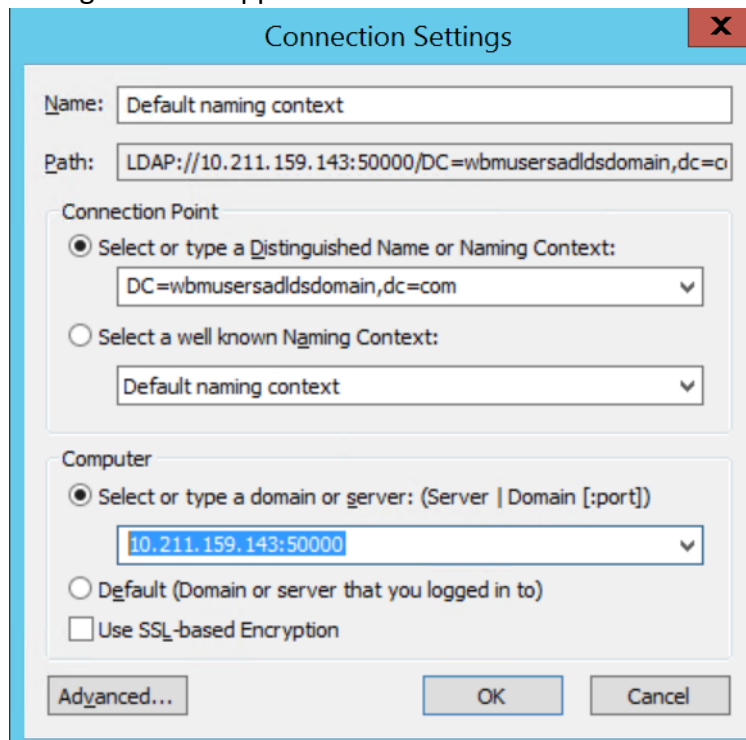 Connection Settings
X
Name: Default naming context
Path: LDAP://10.211.159.143:50000/DC=wbmusersadldsdomain,dc=c
Connection Point
Select or type a Distinguished Name or Naming Context:
DC=wbmusersadldsdomain,dc=com
Select a well known Naming Context:
Default naming context
Computer
Select or type a domain or server: (Server | Domain [:port])
10.211.159.143:50000
Default (Domain or server that you logged in to)
Use SSL-based Encryption
Advanced...
OK
Cancel